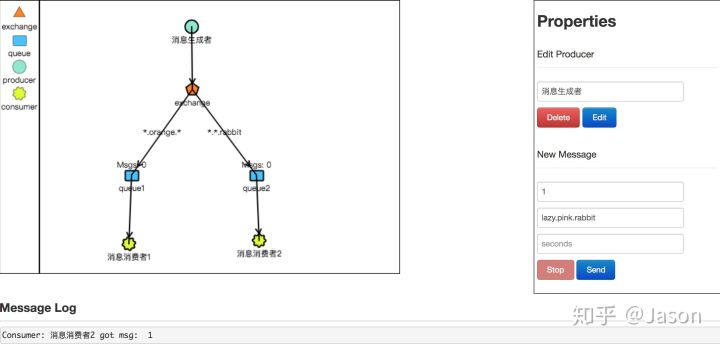 exchange
queue
producer
consumer
消息生成者
exchange
*.orange.*
*.*.rabbit
Msgs: 0
Msgs: 0
queue1
queue2
消息消费者1
消息消费者2
Properties
Edit Producer
消息生成者
Delete
Edit
New Message
1
lazy.pink.rabbit
seconds
Stop
Send
Message Log
Consumer: 消息消费者2 got msg: 1
知乎 @Jason